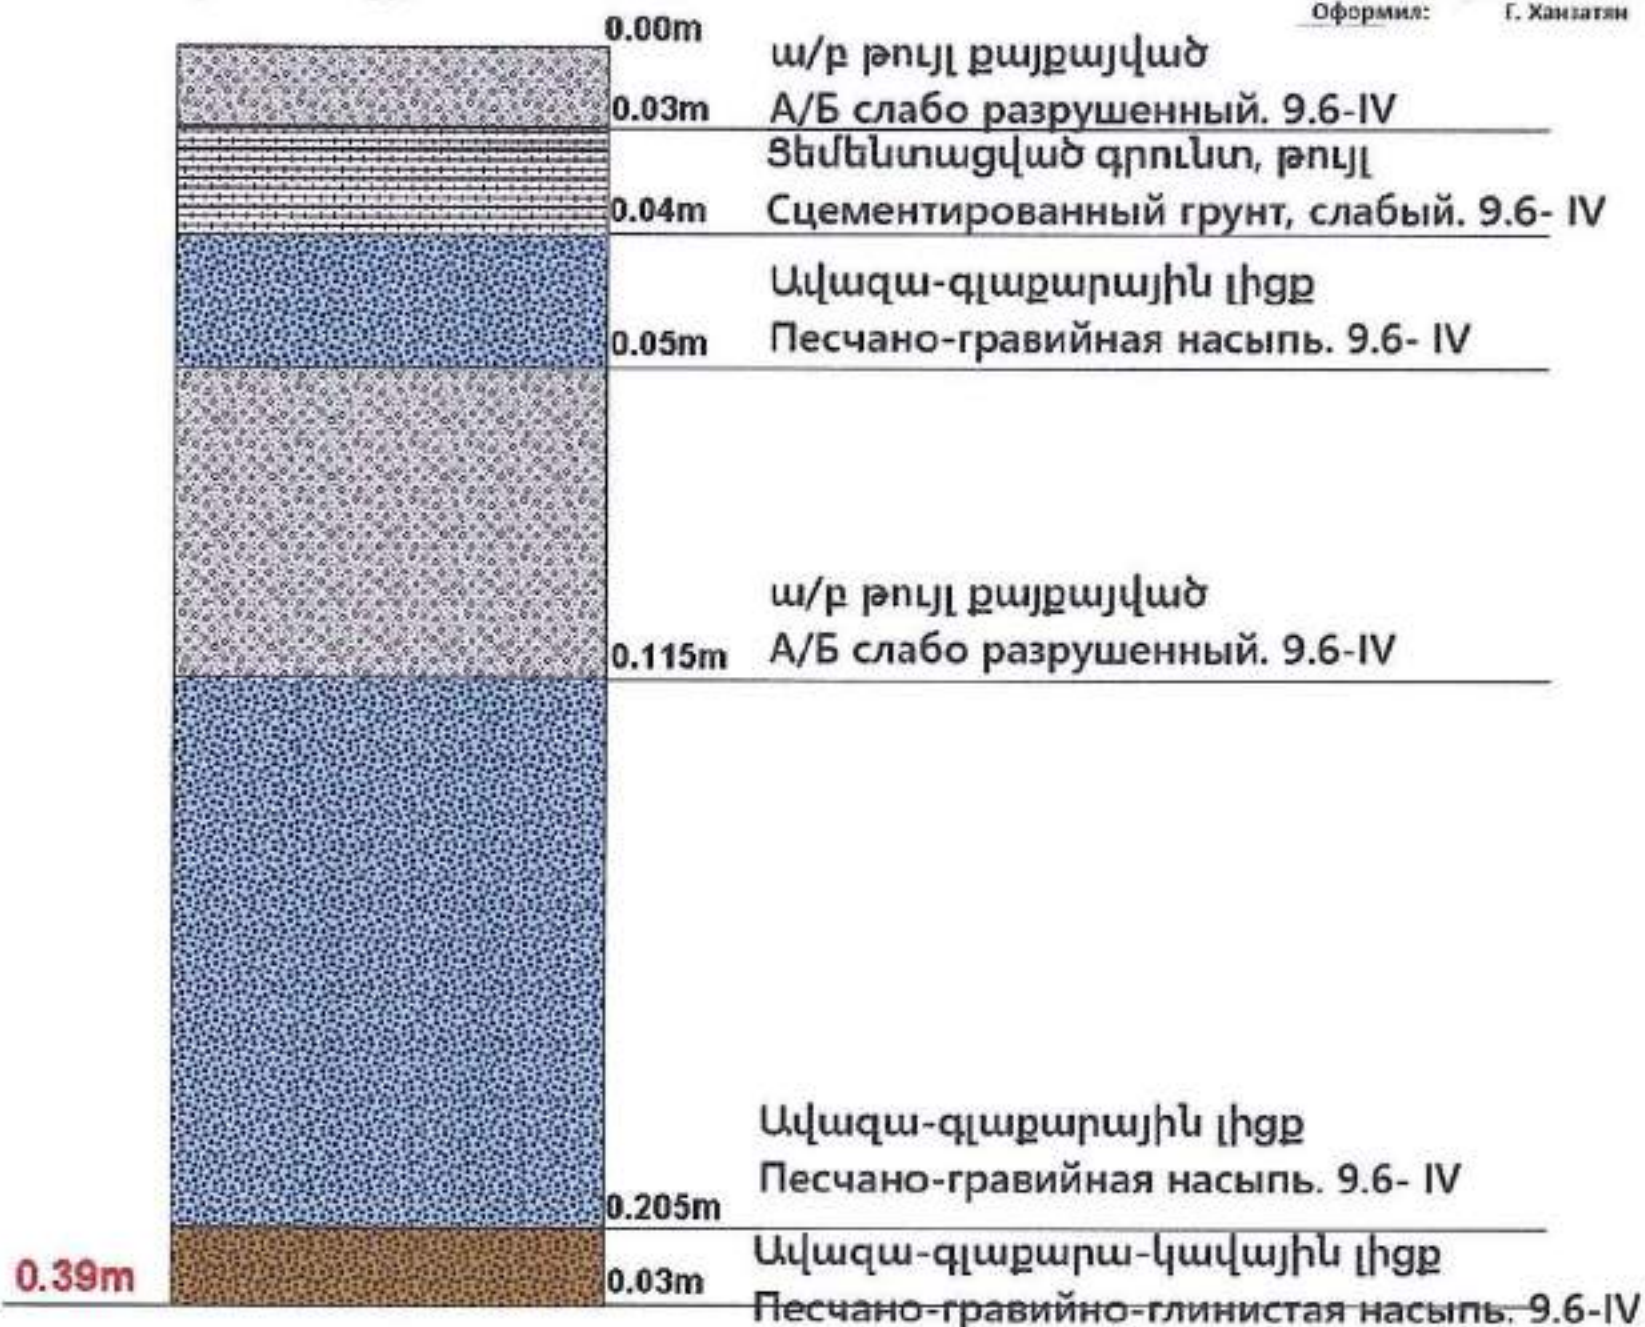 Оформил: Г. Ханзатян
0.00m
ա/բ թույլ քայքայված
0.03m А/Б слабо разрушенный. 9.6-IV
Ցեմենտացված գրունտ, թույլ
0.04m Сцементированный грунт, слабый. 9.6- IV
Ավազա-գլաքարային լիցք
0.05m Песчано-гравийная насыпь. 9.6- IV
ա/բ թույլ քայքայված
0.115m А/Б слабо разрушенный. 9.6-IV
Ավազա-գլաքարային լիցք
Песчано-гравийная насыпь. 9.6- IV
0.205m
Ավազա-գլաքարա-կավային լիցք
0.39m 0.03m
Песчано-гравийно-глинистая насыпь. 9.6-IV